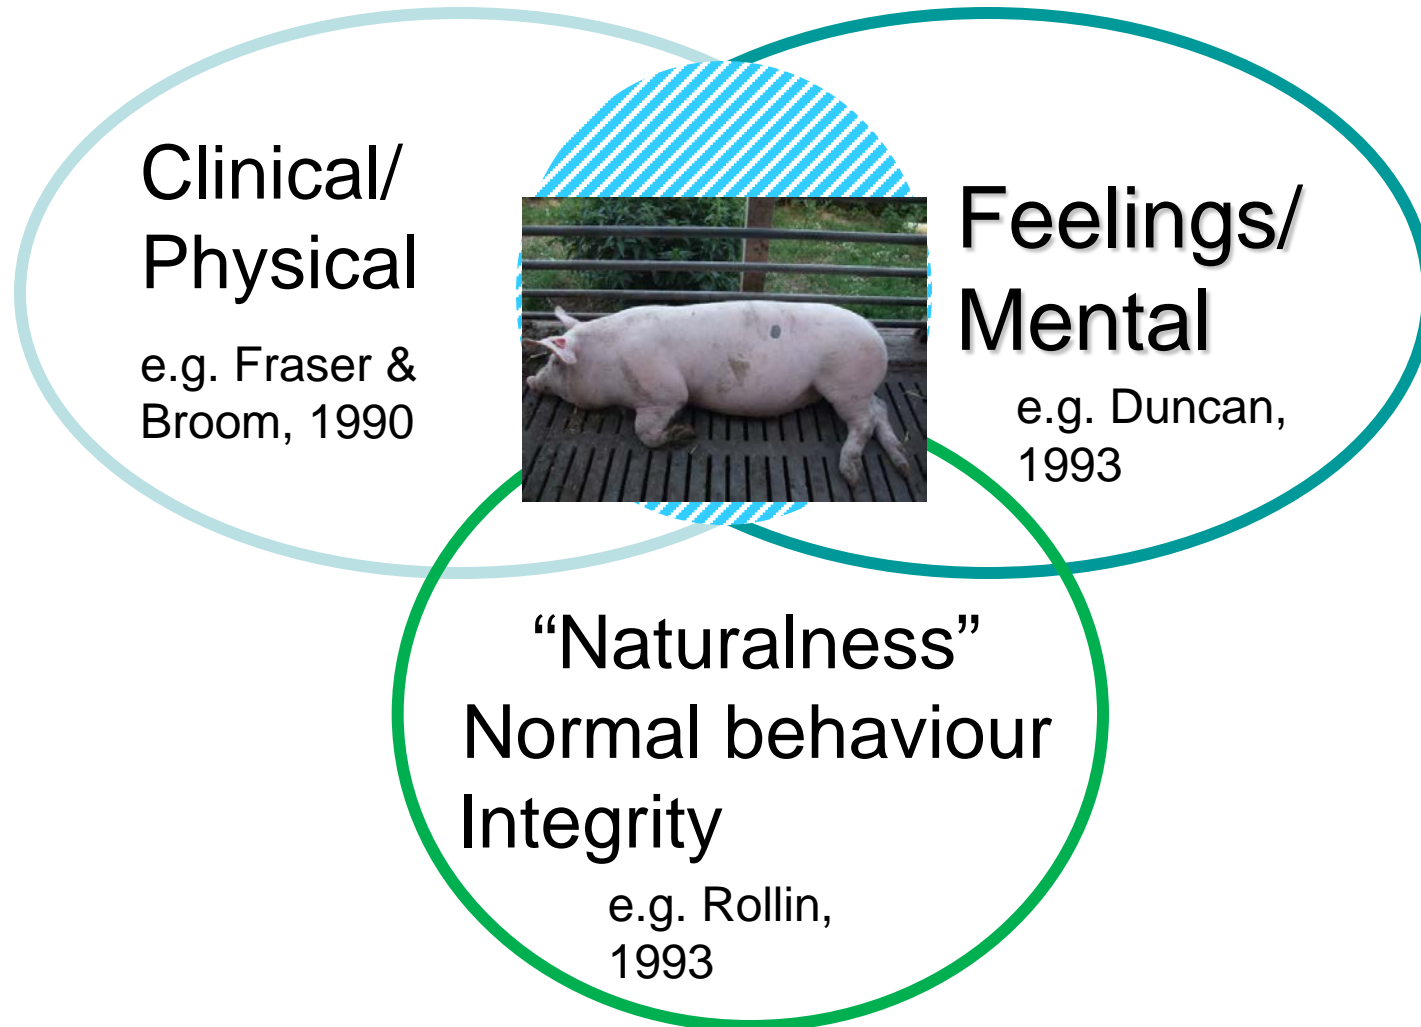 Clinical/
Physical
e.g. Fraser &
Broom, 1990
Feelings/
Mental
e.g. Duncan,
1993
“Naturalness”
Normal behaviour
Integrity
e.g. Rollin,
1993